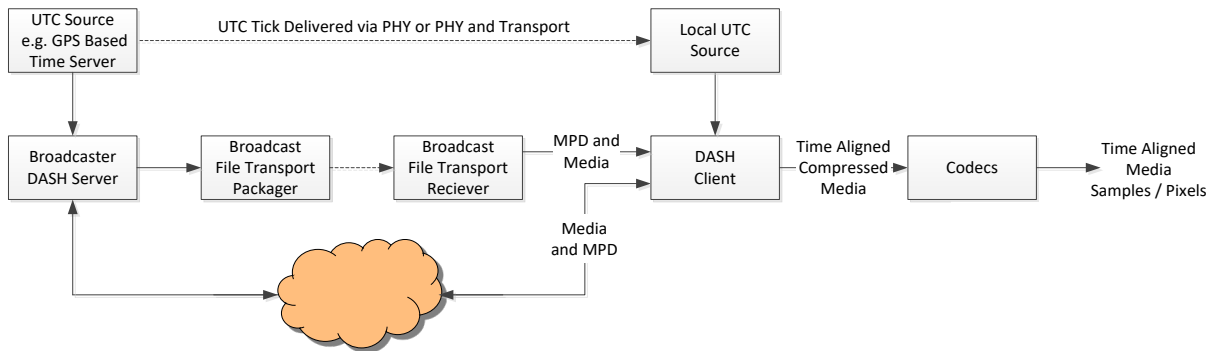 UTC Source
e.g. GPS Based
Time Server
UTC Tick Delivered via PHY or PHY and Transport
Local UTC
Source
Broadcaster
DASH Server
Broadcast
File Transport
Packager
Broadcast
File Transport
Reciever
MPD and
Media
DASH
Client
Time Aligned
Compressed
Media
Codecs
Time Aligned
Media
Samples / Pixels
Media
and MPD